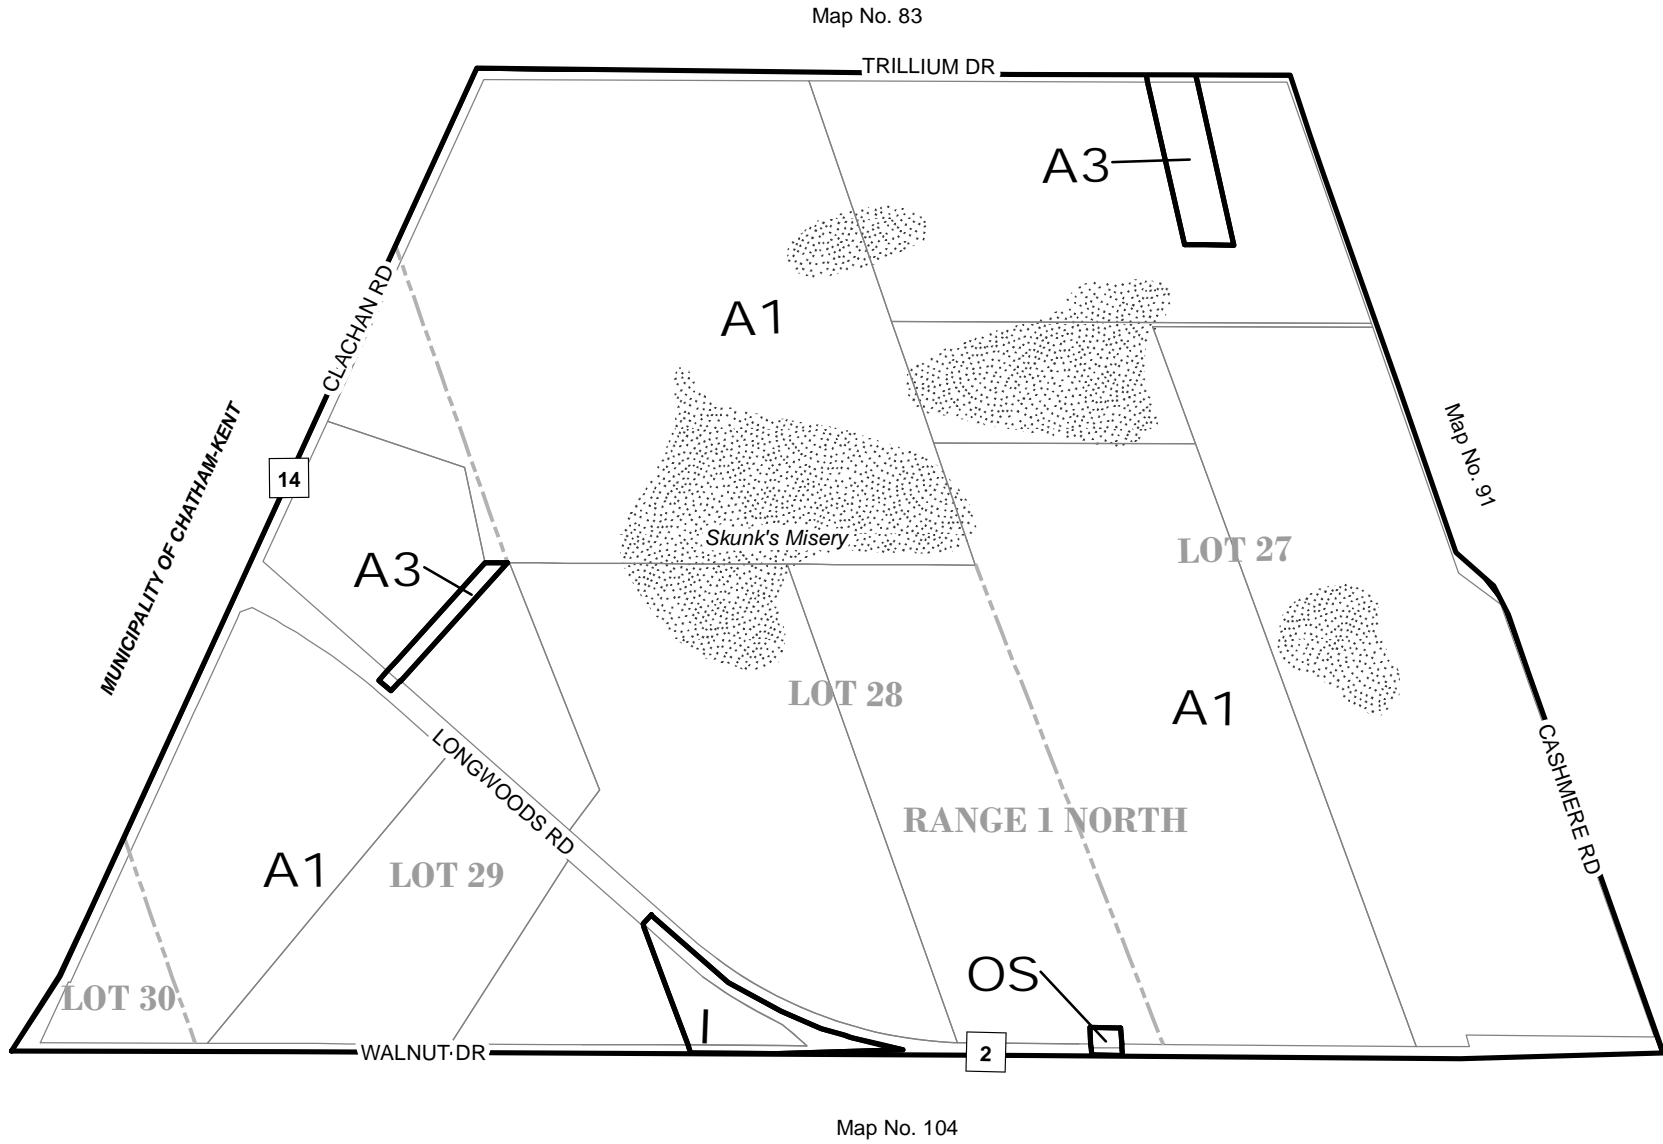 Map No. 83
TRILLIUM DR
A3
CLACHAN RD
A1
MUNICIPALITY OF CHATHAM-KENT
Map No. 91
14
Skunk's Misery
LOT 27
A3
LOT 28
A1
LONGWOODS RD
CASHMERE RD
RANGE 1 NORTH
A1
LOT 29
OS
LOT 30
I
WALNUT DR
2
Map No. 104